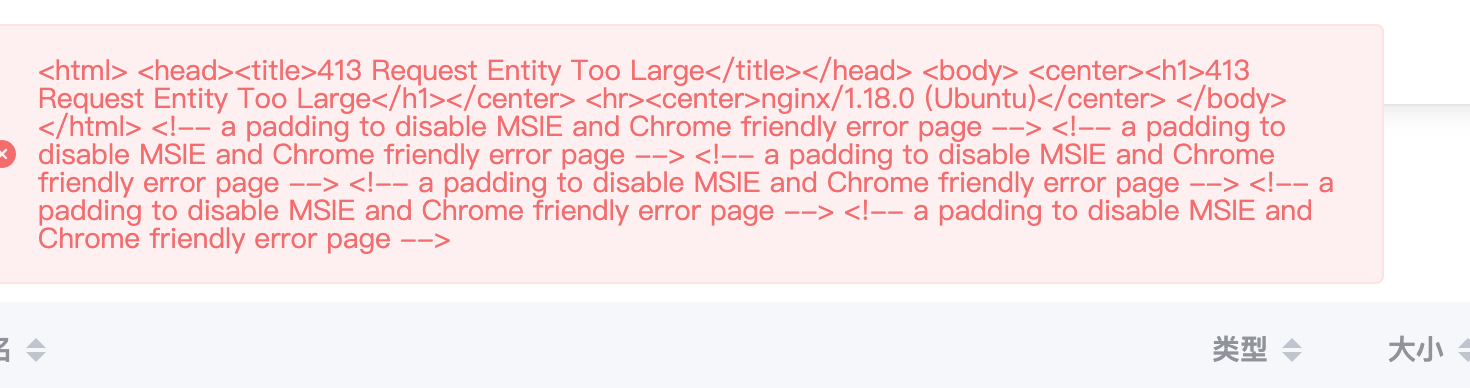 <html> <head><title>413 Request Entity Too Large</title></head> <body> <center><h1>413
Request Entity Too Large</h1></center> <hr><center>nginx/1.18.0 (Ubuntu)</center> </body>
</html> <!-- a padding to disable MSIE and Chrome friendly error page --> <!-- a padding to
disable MSIE and Chrome friendly error page --> <!-- a padding to disable MSIE and Chrome
friendly error page --> <!-- a padding to disable MSIE and Chrome friendly error page --> <!-- a
padding to disable MSIE and Chrome friendly error page --> <!-- a padding to disable MSIE and
Chrome friendly error page -->
类型 大小